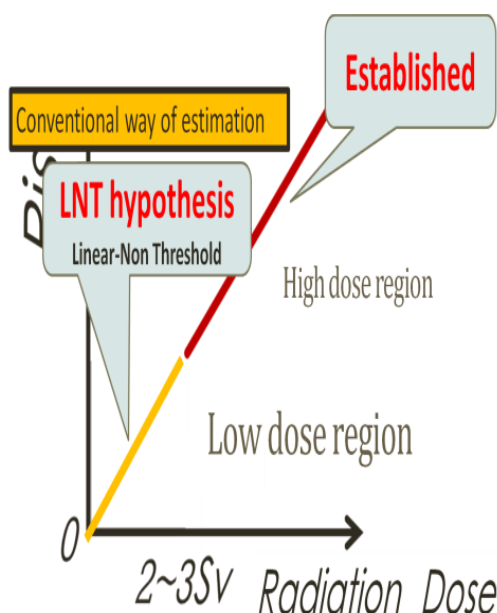 Established
Conventional way of estimation
LNT hypothesis
Linear-Non Threshold
High dose region
Low dose region
0
2~3Sv
Radiation Dose